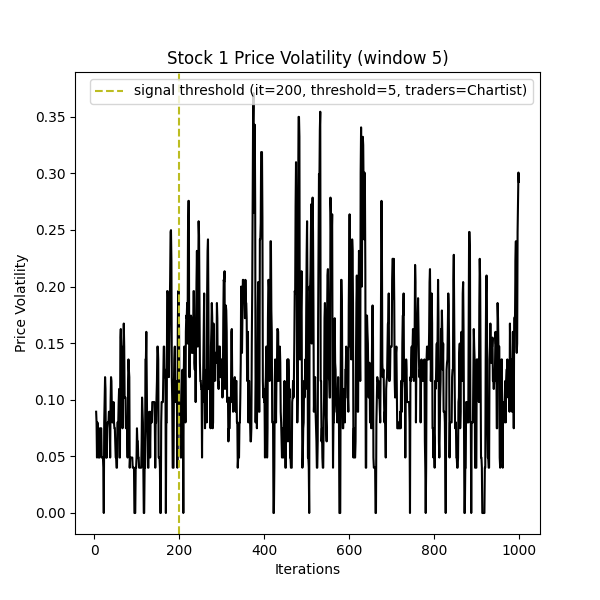 Stock 1 Price Volatility (window 5)
signal threshold (it=200, threshold=5, traders=Chartist)
Price Volatility
0.35
0.30
0.25
0.20
0.15
0.10
0.05
0.00
0 200 400 600 800 1000
Iterations